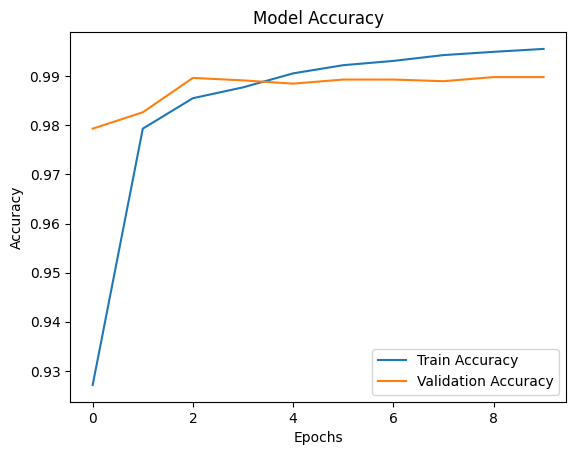 Model Accuracy
Accuracy
0.99
0.98
0.97
0.96
0.95
0.94
0.93
Train Accuracy
Validation Accuracy
0 2 4 6 8
Epochs